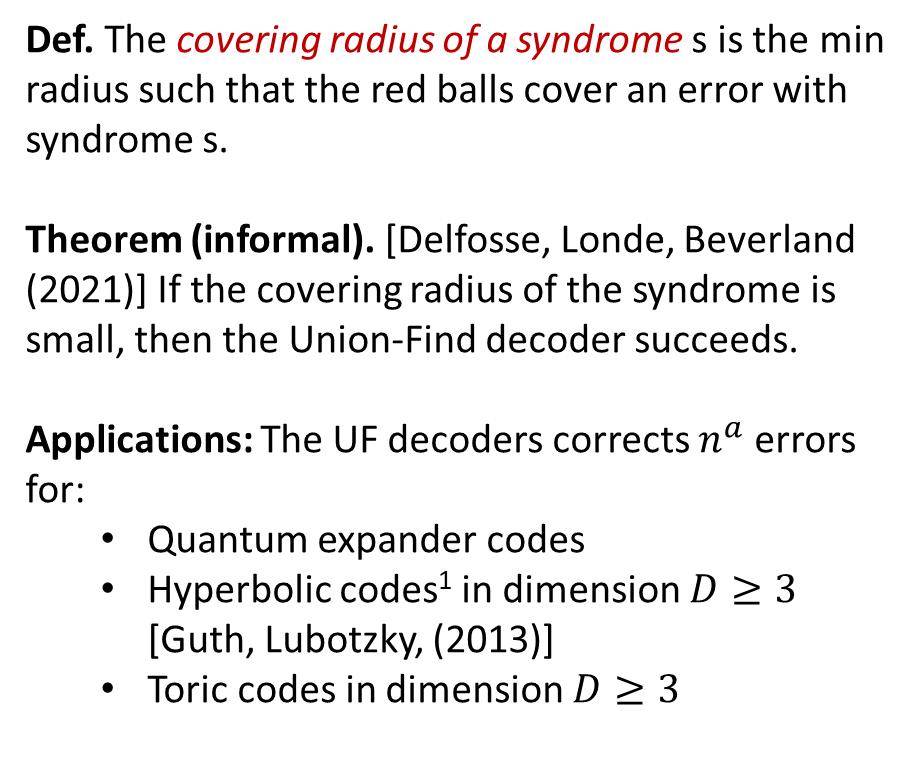 Def. The covering radius of a syndrome s is the min
radius such that the red balls cover an error with
syndrome s.
Theorem (informal). [Delfosse, Londe, Beverland
(2021)] If the covering radius of the syndrome is
small, then the Union-Find decoder succeeds.
Applications: The UF decoders corrects nᵃ errors
for:
• Quantum expander codes
• Hyperbolic codes¹ in dimension D ≥ 3
[Guth, Lubotzky, (2013)]
• Toric codes in dimension D ≥ 3